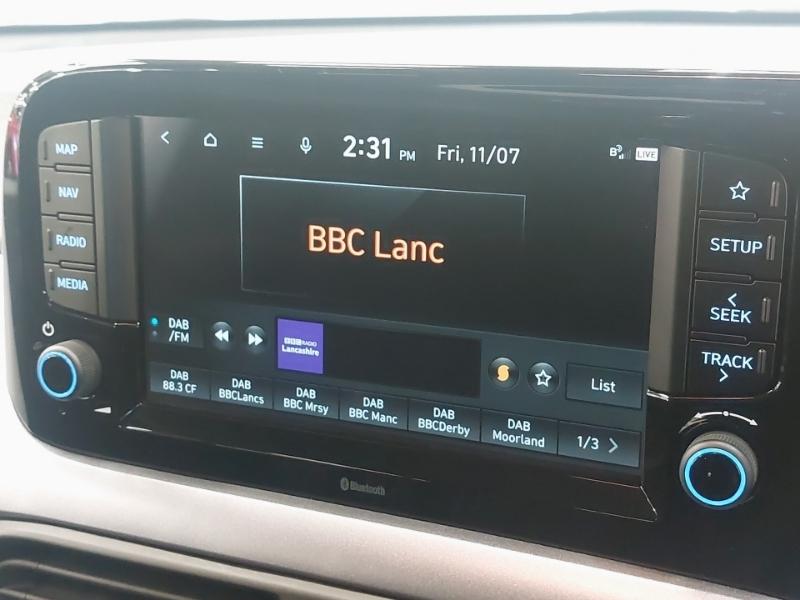 MAP
NAV
RADIO
MEDIA
2:31 PM Fri, 11/07
B
LIVE
BBC Lanc
DAB
/FM
BBC RADIO
Lancashire
List
DAB
88.3 CF
DAB
BBCLancs
DAB
BBC Mrsy
DAB
BBC Manc
DAB
BBCDerby
DAB
Moorland
1/3
SETUP
SEEK
TRACK
Bluetooth